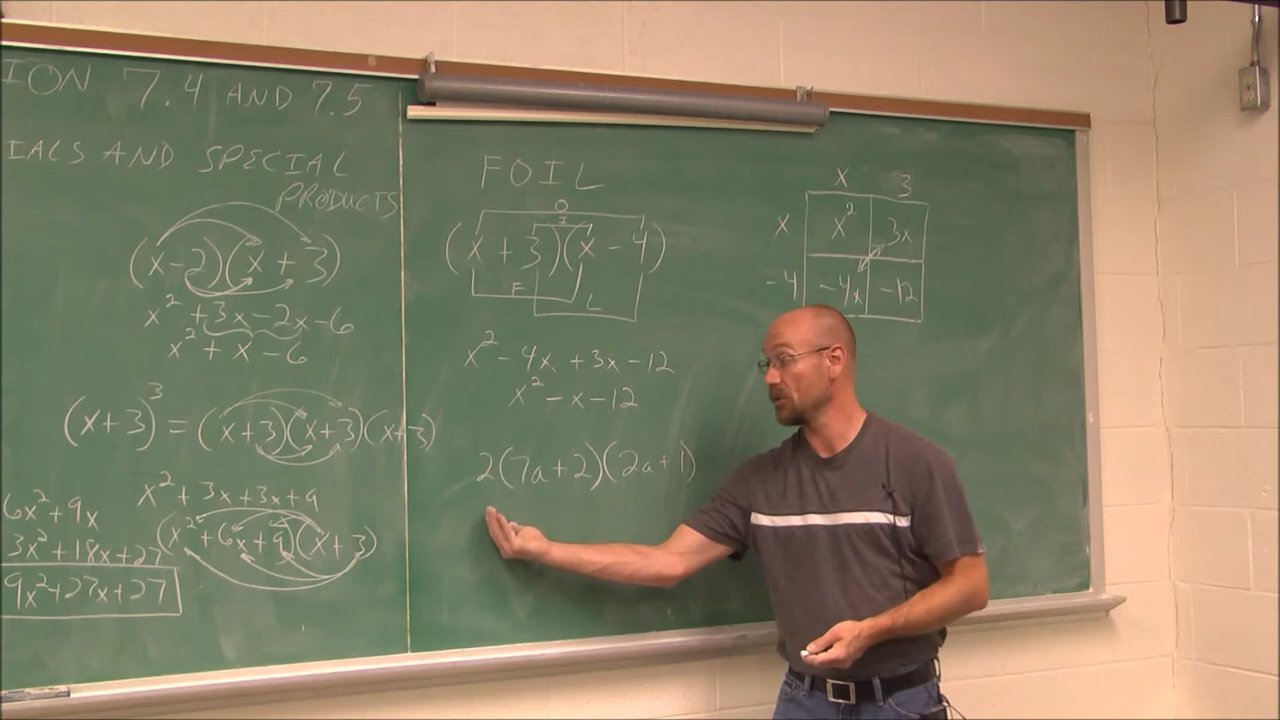 ION 7.4 AND 7.5
IALS AND SPECIAL
PRODUCTS
(x-2)(x+3)
x² +3x-2x-6
x² + x -6
(x+3)³ = (x+3)(x+3)(x+3)
x² + 3x+3x+9
(x²+6x+9)(x+3)
6x²+9x
3x²+18x+27
9x²+27x+27
FOIL
O
I
(x +3)(x -4)
F
L
x² -4x +3x -12
x² -x -12
2(7a+2)(2a+1)
x 3
x x² 3x
-4 -4x -12